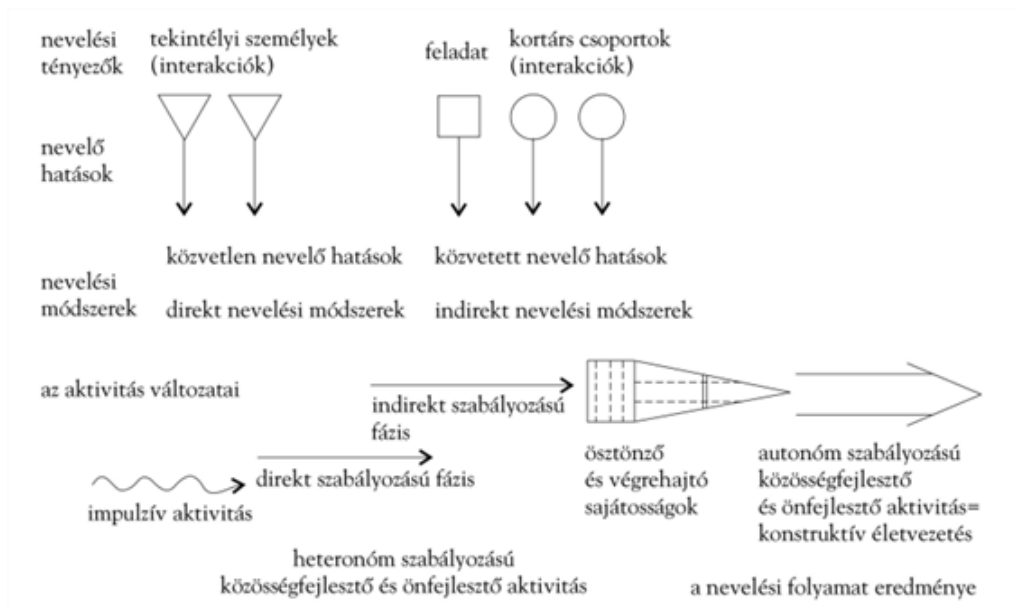 nevelési
tényezők
tekintélyi személyek
(interakciók)
feladat
kortárs csoportok
(interakciók)
nevelő
hatások
közvetlen nevelő hatások
közvetett nevelő hatások
nevelési
módszerek
direkt nevelési módszerek
indirekt nevelési módszerek
az aktivitás változatai
indirekt szabályozású
fázis
direkt szabályozású fázis
impulzív aktivitás
ösztönző
és végrehajtó
sajátosságok
autonóm szabályozású
közösségfejlesztő
és önfejlesztő aktivitás=
konstruktív életvezetés
heteronóm szabályozású
közösségfejlesztő és önfejlesztő aktivitás
a nevelési folyamat eredménye